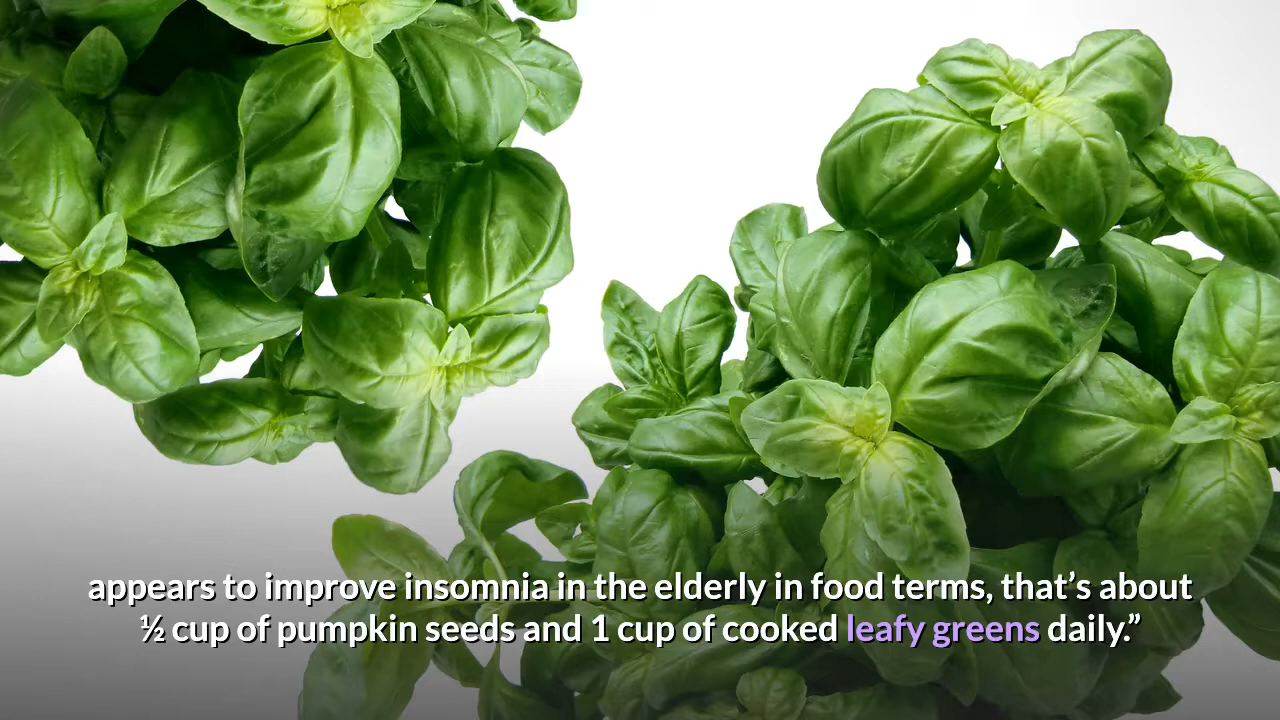 appears to improve insomnia in the elderly in food terms, that’s about
½ cup of pumpkin seeds and 1 cup of cooked leafy greens daily.”